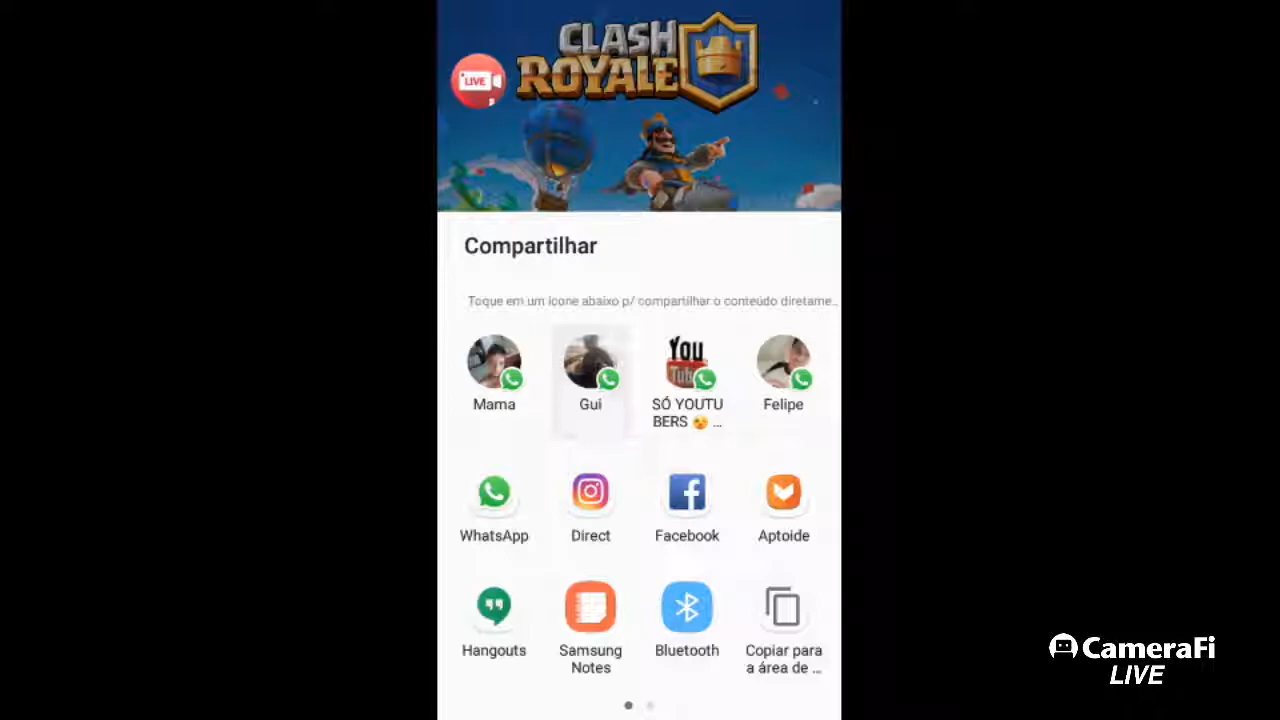 CLASH
ROYALE
LIVE
Compartilhar
Toque em um ícone abaixo p/ compartilhar o conteúdo diretame...
Mama
Gui
You
Tube
SÓ YOUTU
BERS 😵 ...
Felipe
WhatsApp
Direct
Facebook
Aptoide
Hangouts
Samsung
Notes
Bluetooth
Copiar para
a área de ...
CameraFi
LIVE